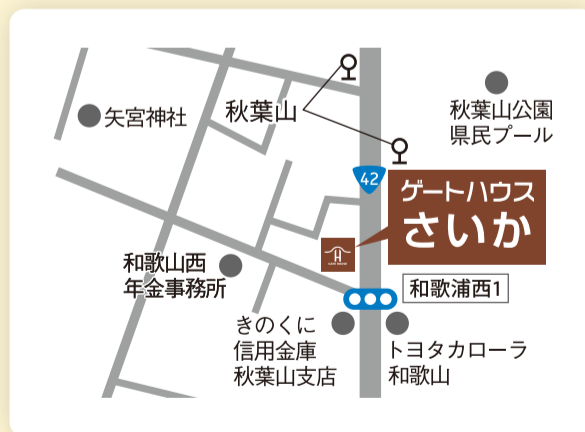 矢宮神社
秋葉山
秋葉山公園
県民プール
42
ゲートハウス
さいか
和歌山西
年金事務所
和歌浦西1
きのくに
信用金庫
秋葉山支店
トヨタカローラ
和歌山